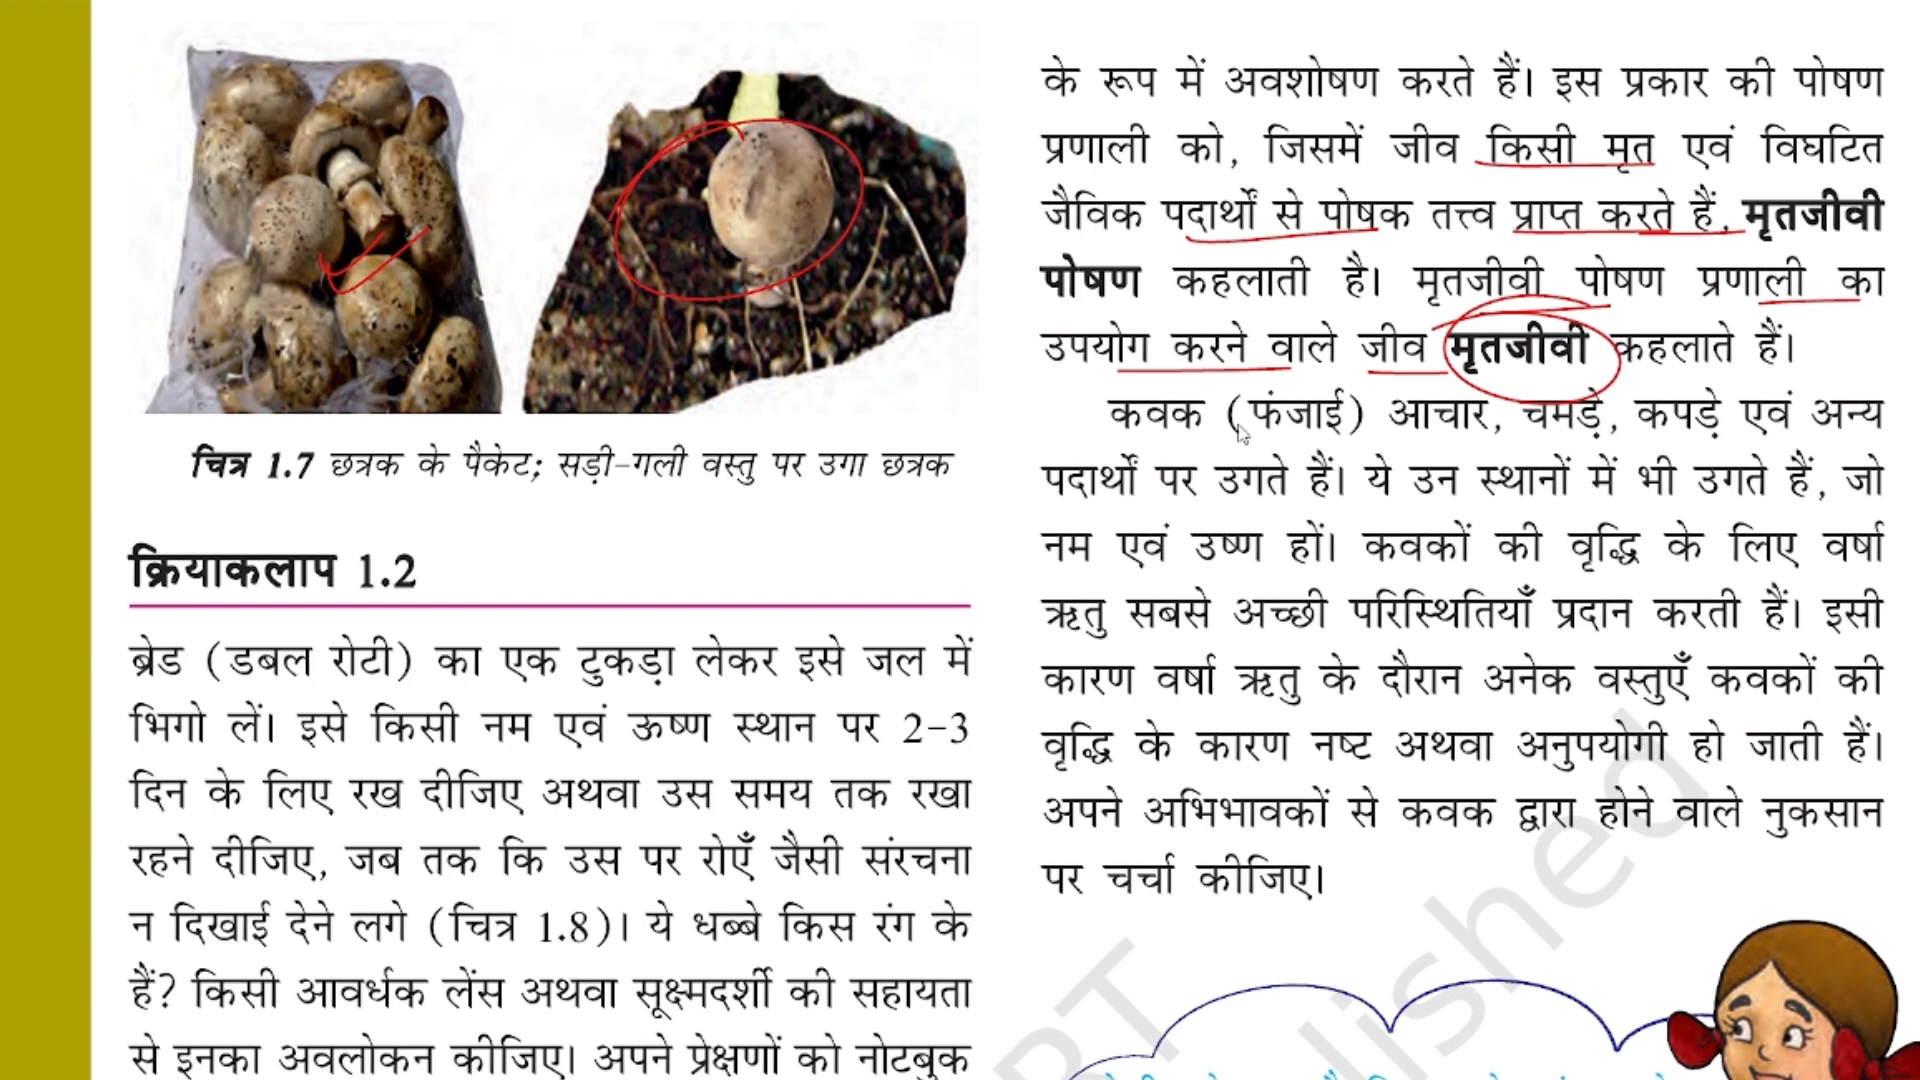 चित्र 1.7 छत्रक के पैकेट; सड़ी-गली वस्तु पर उगा छत्रक
क्रियाकलाप 1.2
ब्रेड (डबल रोटी) का एक टुकड़ा लेकर इसे जल में
भिगो लें। इसे किसी नम एवं ऊष्ण स्थान पर 2-3
दिन के लिए रख दीजिए अथवा उस समय तक रखा
रहने दीजिए, जब तक कि उस पर रोएँ जैसी संरचना
न दिखाई देने लगे (चित्र 1.8)। ये धब्बे किस रंग के
हैं? किसी आवर्धक लेंस अथवा सूक्ष्मदर्शी की सहायता
से इनका अवलोकन कीजिए। अपने प्रेक्षणों को नोटबुक
के रूप में अवशोषण करते हैं। इस प्रकार की पोषण
प्रणाली को, जिसमें जीव किसी मृत एवं विघटित
जैविक पदार्थों से पोषक तत्त्व प्राप्त करते हैं, मृतजीवी
पोषण कहलाती है। मृतजीवी पोषण प्रणाली का
उपयोग करने वाले जीव मृतजीवी कहलाते हैं।
कवक (फंजाई) आचार, चमड़े, कपड़े एवं अन्य
पदार्थों पर उगते हैं। ये उन स्थानों में भी उगते हैं, जो
नम एवं उष्ण हों। कवकों की वृद्धि के लिए वर्षा
ऋतु सबसे अच्छी परिस्थितियाँ प्रदान करती हैं। इसी
कारण वर्षा ऋतु के दौरान अनेक वस्तुएँ कवकों की
वृद्धि के कारण नष्ट अथवा अनुपयोगी हो जाती हैं।
अपने अभिभावकों से कवक द्वारा होने वाले नुकसान
पर चर्चा कीजिए।